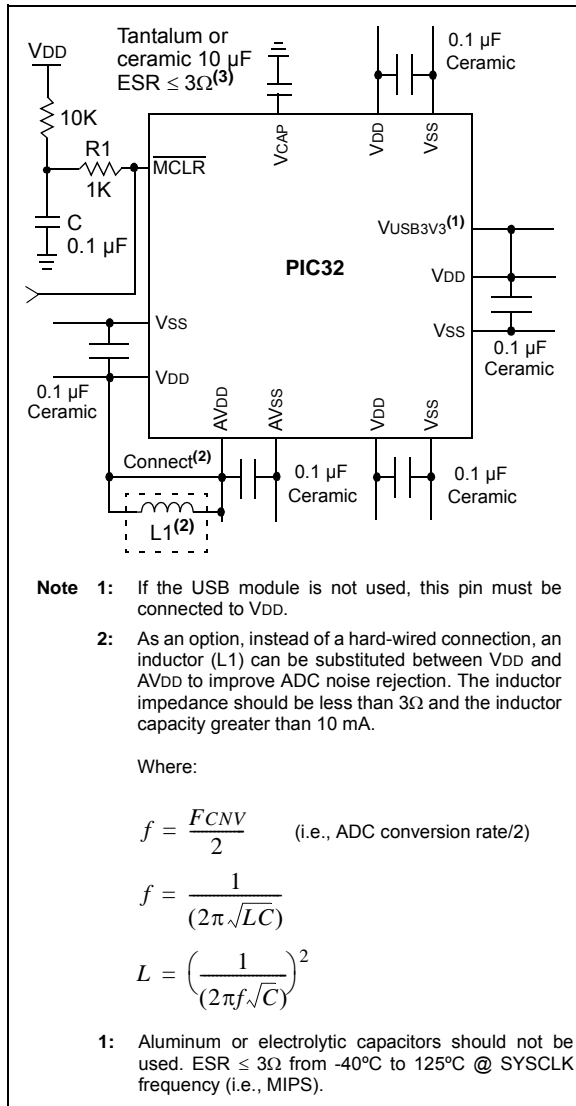 VDD
Tantalum or
ceramic 10 µF
ESR ≤ 3Ω(3)
0.1 µF
Ceramic
10K
R1
1K
C
0.1 µF
MCLR
VCAP
VDD
VSS
VUSB3V3(1)
PIC32
VDD
VSS
0.1 µF
Ceramic
VSS
VDD
0.1 µF
Ceramic
AVDD
AVSS
VDD
VSS
Connect(2)
L1(2)
0.1 µF
Ceramic
0.1 µF
Ceramic
Note 1: If the USB module is not used, this pin must be
connected to VDD.
2: As an option, instead of a hard-wired connection, an
inductor (L1) can be substituted between VDD and
AVDD to improve ADC noise rejection. The inductor
impedance should be less than 3Ω and the inductor
capacity greater than 10 mA.
Where:
f = FCNV / 2 (i.e., ADC conversion rate/2)
f = 1 / (2π√LC)
L = (1 / (2πf√C))²
1: Aluminum or electrolytic capacitors should not be
used. ESR ≤ 3Ω from -40ºC to 125ºC @ SYSCLK
frequency (i.e., MIPS).